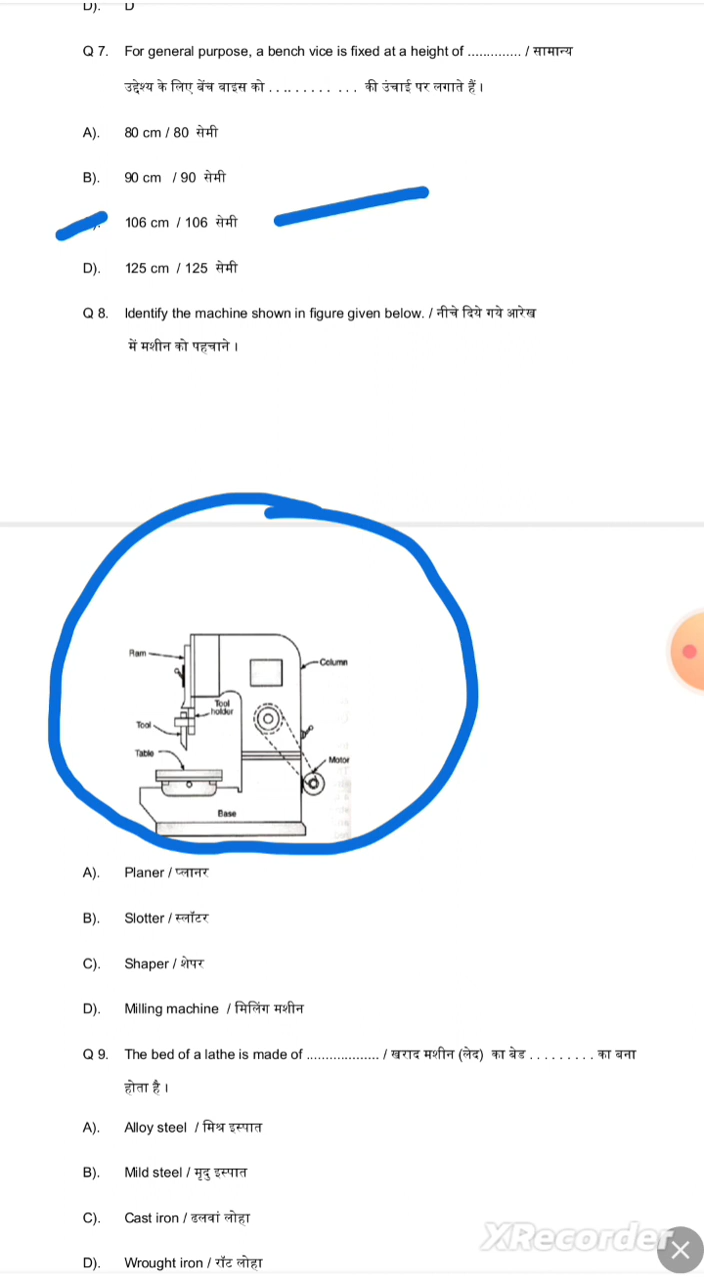 D). D
Q 7. For general purpose, a bench vice is fixed at a height of .............. / सामान्य
उद्देश्य के लिए बेंच वाइस को . . .. . . . . . . . . की उंचाई पर लगाते हैं।
A). 80 cm / 80 सेमी
B). 90 cm / 90 सेमी
106 cm / 106 सेमी
D). 125 cm / 125 सेमी
Q 8. Identify the machine shown in figure given below. / नीचे दिये गये आरेख
में मशीन को पहचाने।
Ram
Column
Tool
holder
Tool
Table
Motor
Base
A). Planer / प्लानर
B). Slotter / स्लॉटर
C). Shaper / शेपर
D). Milling machine / मिलिंग मशीन
Q 9. The bed of a lathe is made of ................... / खराद मशीन (लेद) का बेड . . . . . . . . . का बना
होता है।
A). Alloy steel / मिश्र इस्पात
B). Mild steel / मृदु इस्पात
C). Cast iron / ढलवां लोहा
D). Wrought iron / रॉट लोहा
XRecorder